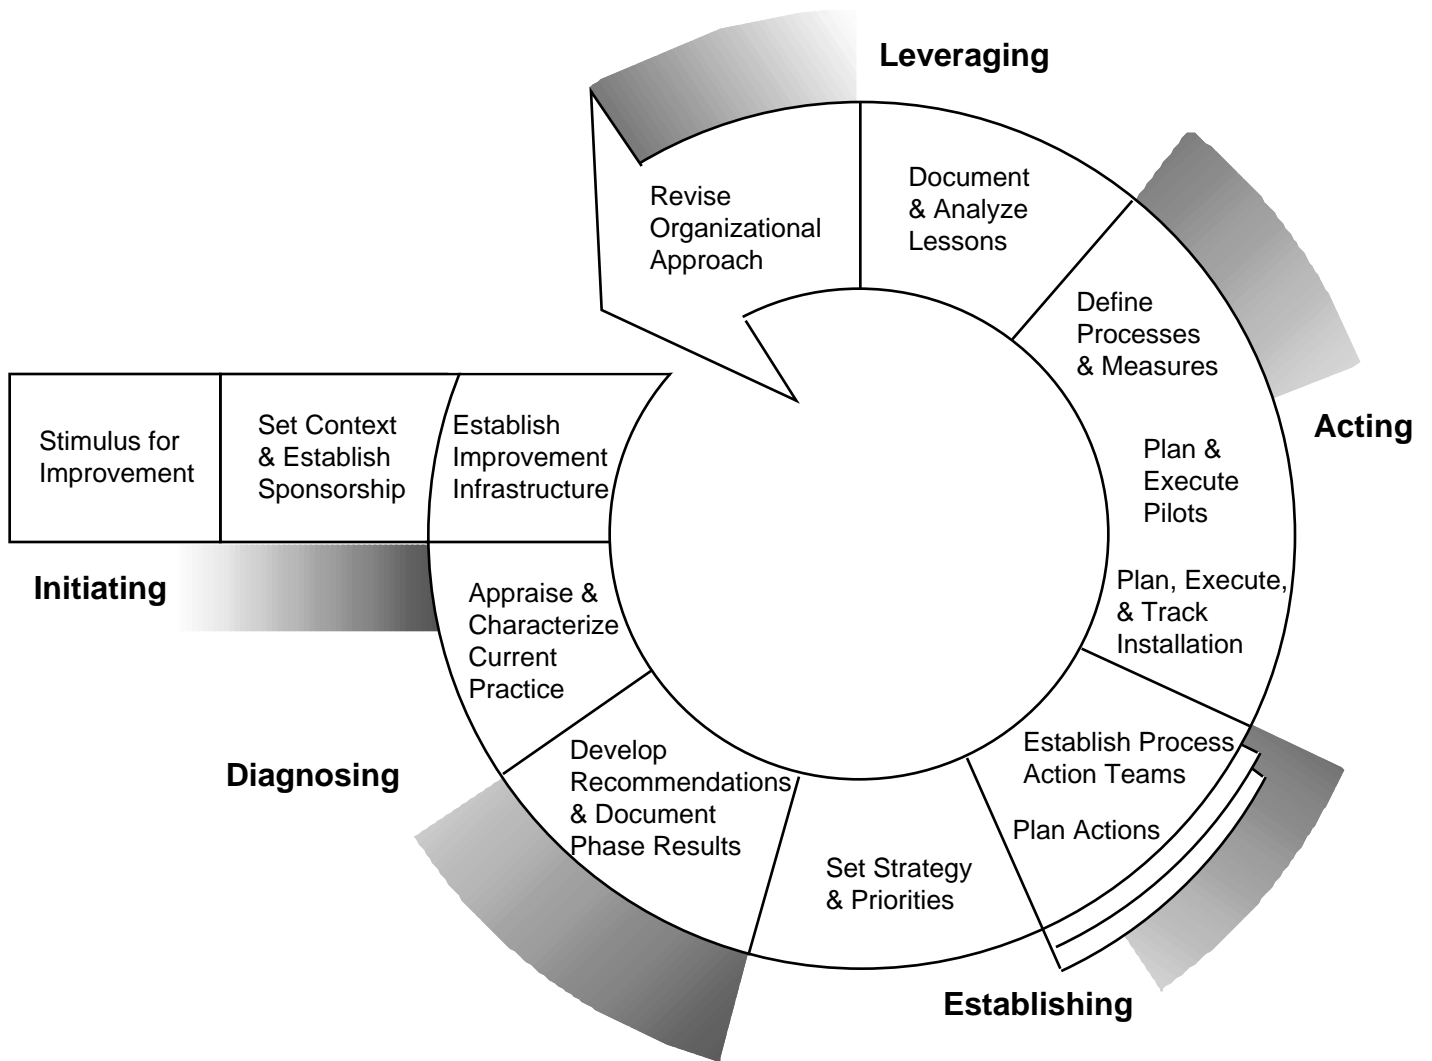 Leveraging
Revise
Organizational
Approach
Document
& Analyze
Lessons
Define
Processes
& Measures
Acting
Plan &
Execute
Pilots
Plan, Execute,
& Track
Installation
Stimulus for
Improvement
Set Context
& Establish
Sponsorship
Establish
Improvement
Infrastructure
Initiating
Appraise &
Characterize
Current
Practice
Diagnosing
Develop
Recommendations
& Document
Phase Results
Set Strategy
& Priorities
Establish Process
Action Teams
Plan Actions
Establishing